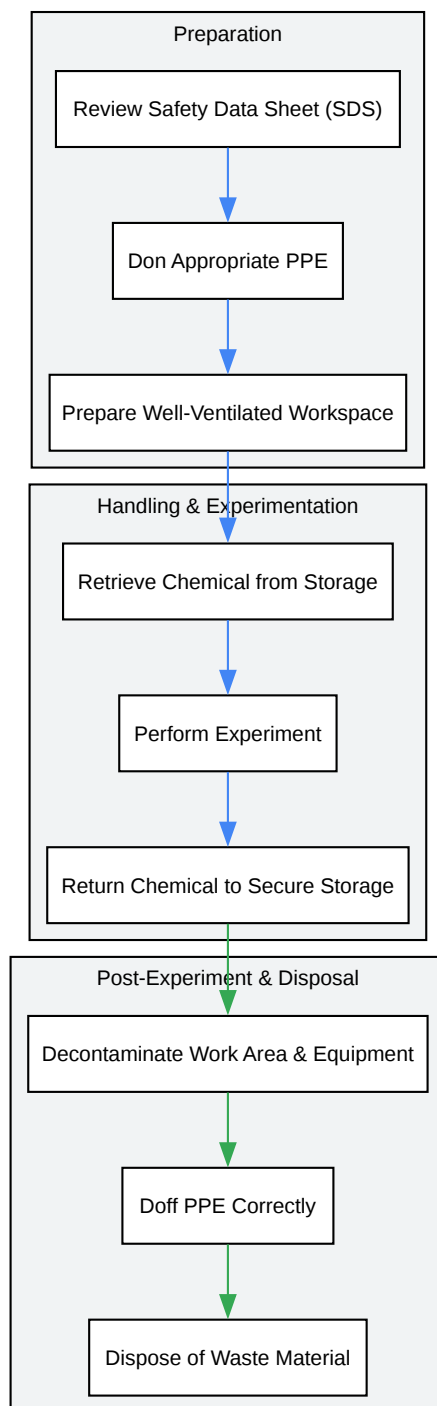 Preparation
Review Safety Data Sheet (SDS)
Don Appropriate PPE
Prepare Well-Ventilated Workspace
Handling & Experimentation
Retrieve Chemical from Storage
Perform Experiment
Return Chemical to Secure Storage
Post-Experiment & Disposal
Decontaminate Work Area & Equipment
Doff PPE Correctly
Dispose of Waste Material